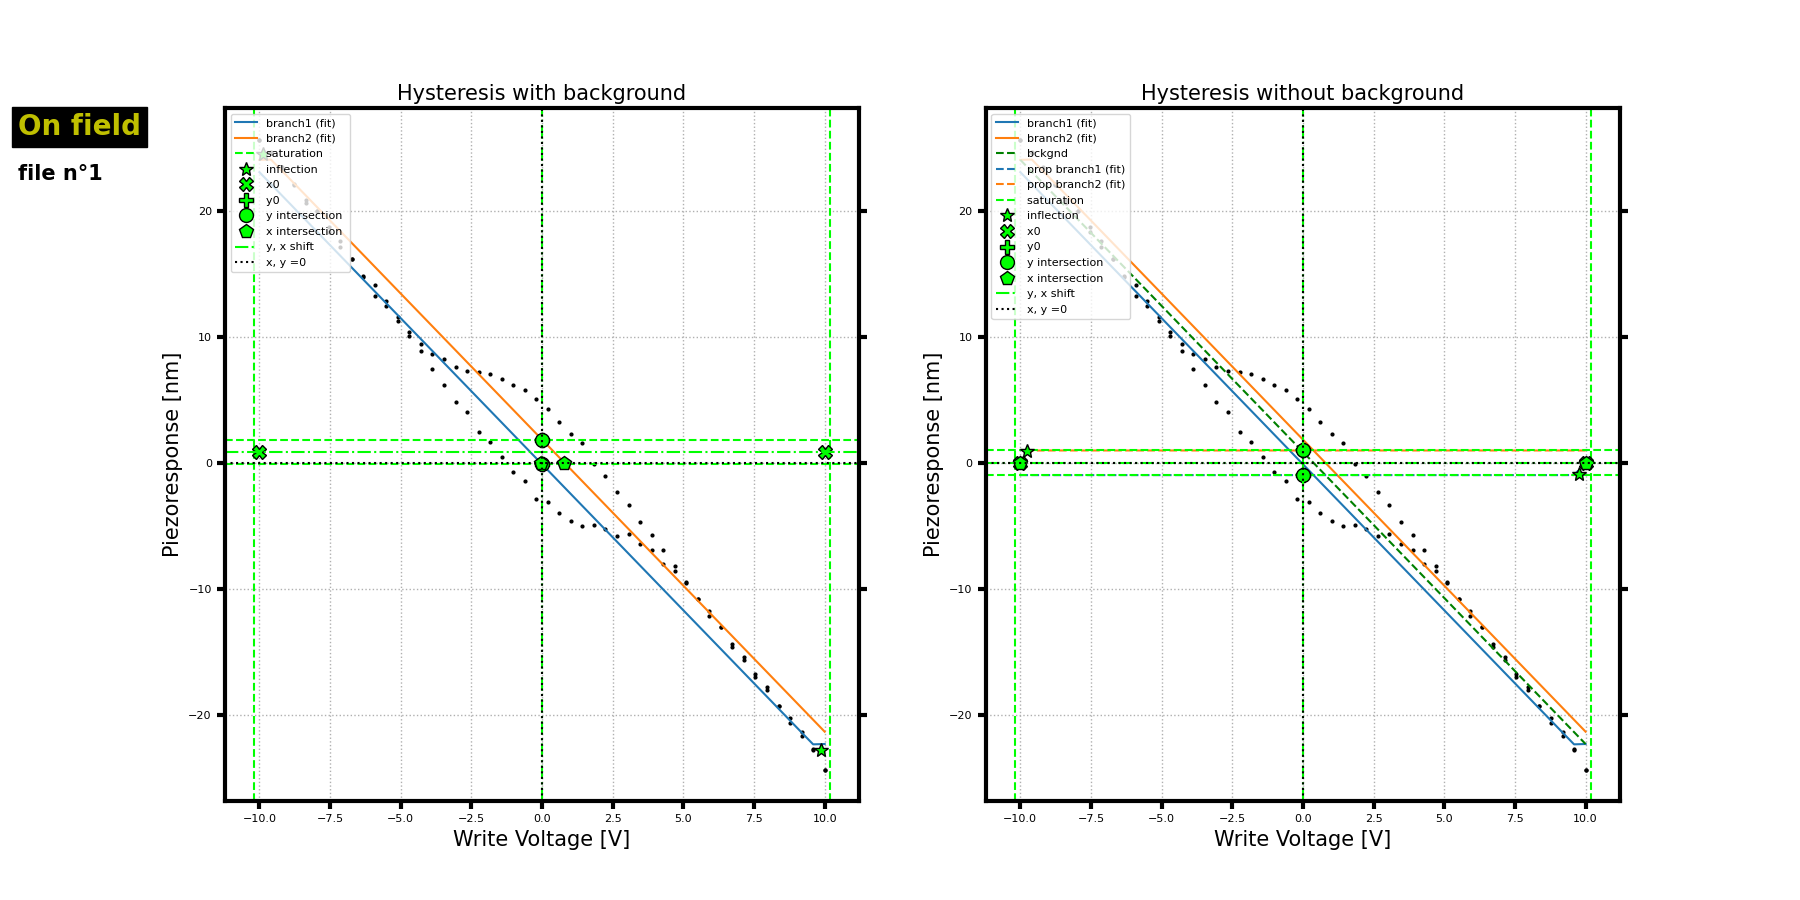 On field
file n°1
Hysteresis with background
branch1 (fit)
branch2 (fit)
saturation
inflection
x0
y0
y intersection
x intersection
y, x shift
x, y =0
20
10
0
−10
−20
Piezoresponse [nm]
−10.0 −7.5 −5.0 −2.5 0.0 2.5 5.0 7.5 10.0
Write Voltage [V]
Hysteresis without background
branch1 (fit)
branch2 (fit)
bckgnd
prop branch1 (fit)
prop branch2 (fit)
saturation
inflection
x0
y0
y intersection
x intersection
y, x shift
x, y =0
20
10
0
−10
−20
Piezoresponse [nm]
−10.0 −7.5 −5.0 −2.5 0.0 2.5 5.0 7.5 10.0
Write Voltage [V]